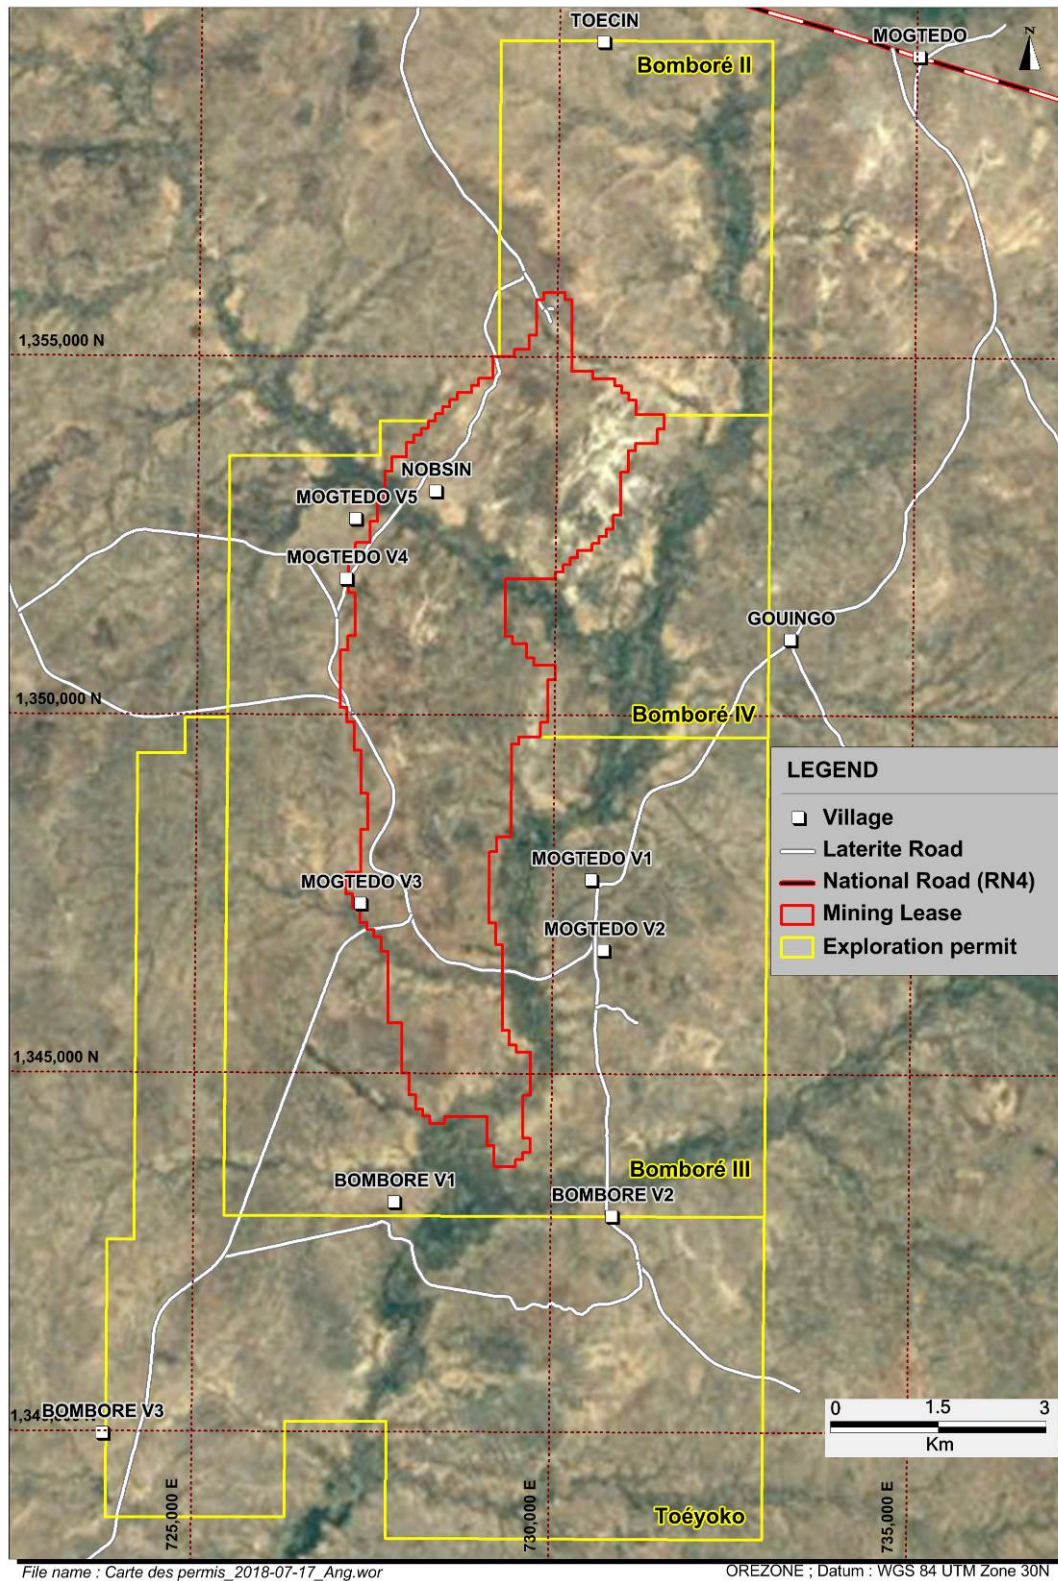 TOECIN
MOGTEDO
N
Bomboré II
1,355,000 N
NOBSIN
MOGTEDO V5
MOGTEDO V4
GOUINGO
1,350,000 N
Bomboré IV
LEGEND
Village
Laterite Road
National Road (RN4)
Mining Lease
Exploration permit
MOGTEDO V1
MOGTEDO V3
MOGTEDO V2
1,345,000 N
Bomboré III
BOMBORE V1
BOMBORE V2
BOMBORE V3
0 1.5 3
Km
725,000 E
730,000 E
735,000 E
Toéyoko
File name : Carte des permis_2018-07-17_Ang.wor
OREZONE ; Datum : WGS 84 UTM Zone 30N